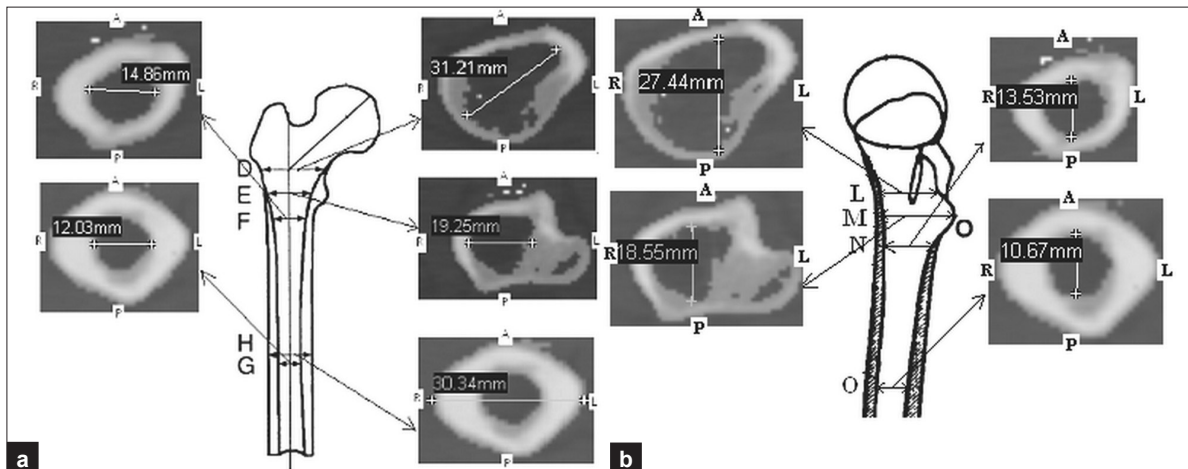 A
14.86mm
R
L
P
A
31.21mm
R
L
P
A
12.03mm
R
L
P
A
19.25mm
R
L
P
A
30.34mm
R
L
P
D
E
F
H
G
a
A
27.44mm
R
L
P
A
18.55mm
R
L
P
A
13.53mm
R
L
P
A
10.67mm
R
L
P
L
M
N
O
O
b